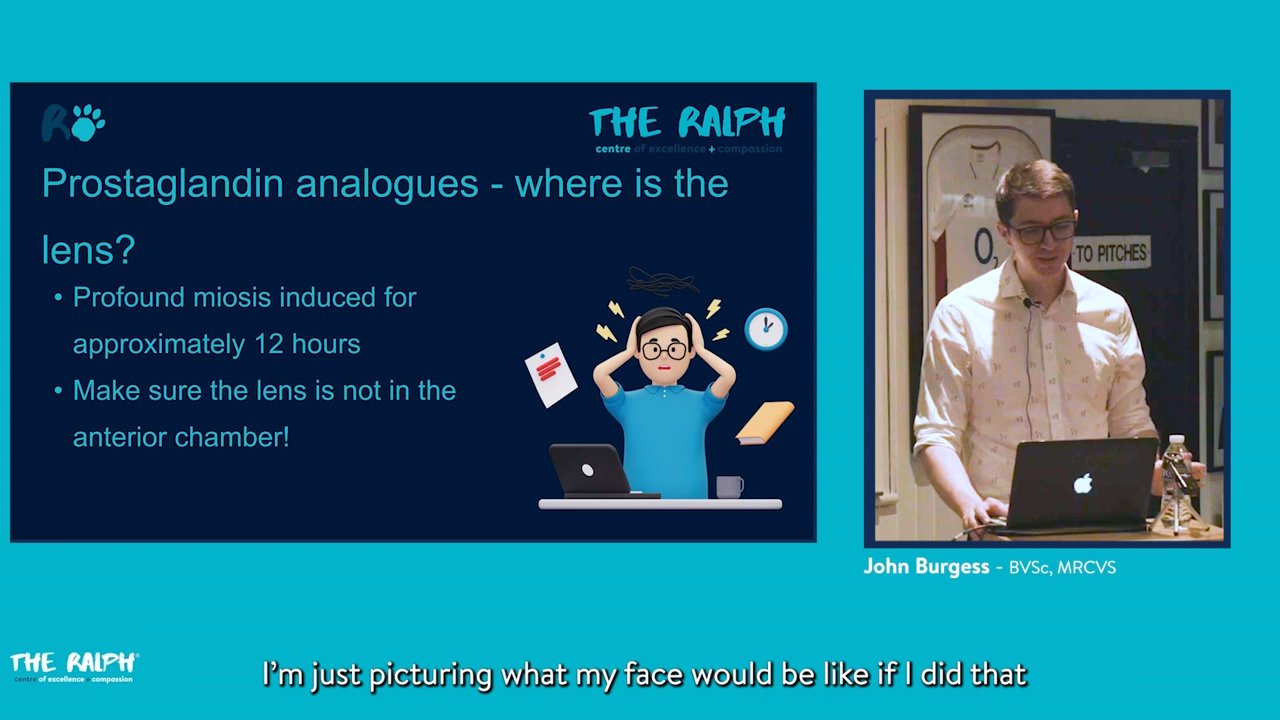 THE RALPH
centre of excellence + compassion
Prostaglandin analogues - where is the
lens?
• Profound miosis induced for
approximately 12 hours
• Make sure the lens is not in the
anterior chamber!
O2
TO PITCHES
John Burgess - BVSc, MRCVS
THE RALPH®
centre of excellence + compassion
I'm just picturing what my face would be like if I did that